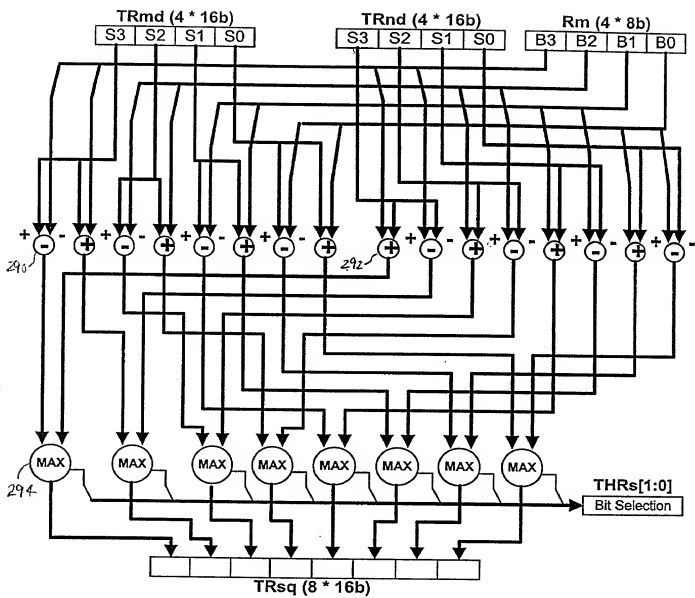 TRmd (4 * 16b) TRnd (4 * 16b) Rm (4 * 8b)
S3 S2 S1 S0 S3 S2 S1 S0 B3 B2 B1 B0
+ - - + + - - + + - - + + - - + + + - - + + - - + + - - + + - -
290 292
MAX MAX MAX MAX MAX MAX MAX MAX
294
THRs[1:0]
Bit Selection
TRsq (8 * 16b)